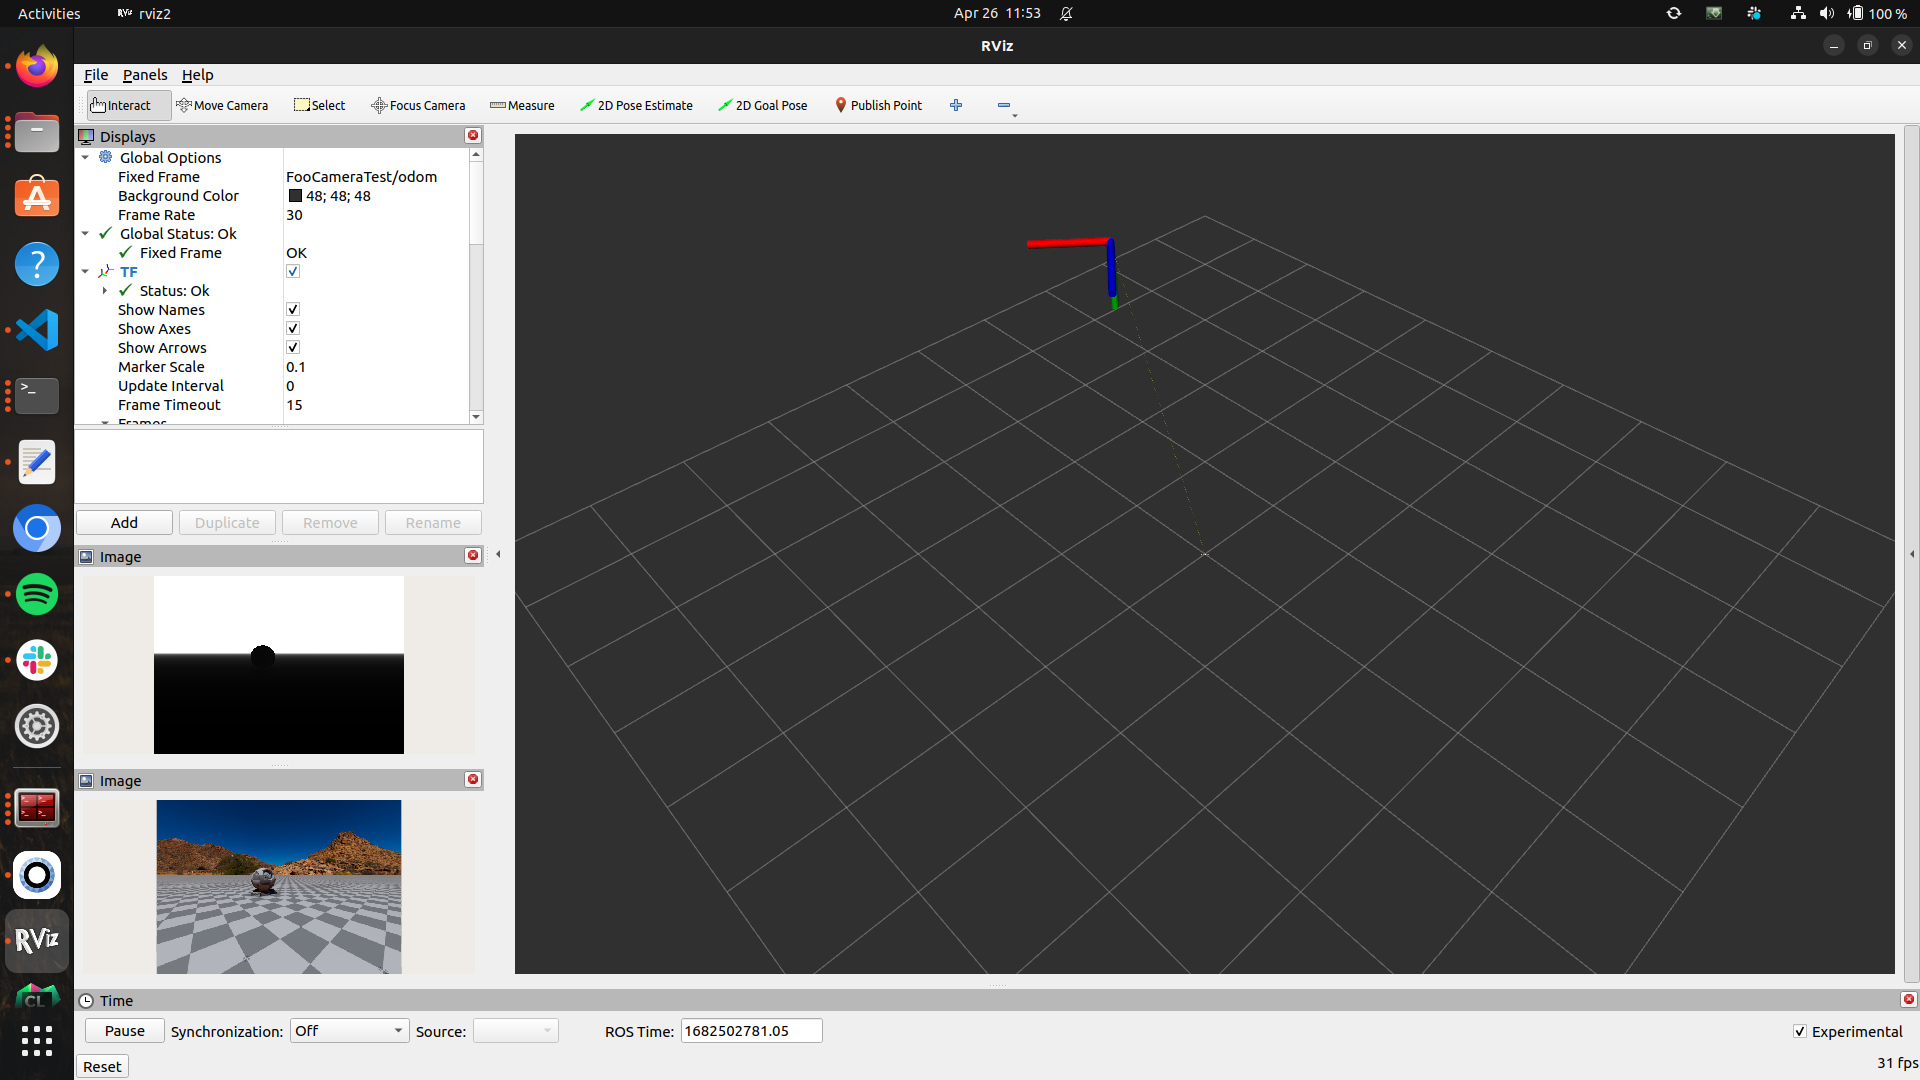 Activities RViz rviz2 Apr 26 11:53 100 %
RViz
File Panels Help
Interact Move Camera Select Focus Camera Measure 2D Pose Estimate 2D Goal Pose Publish Point
Displays
Global Options
Fixed Frame FooCameraTest/odom
Background Color 48; 48; 48
Frame Rate 30
Global Status: Ok
Fixed Frame OK
TF
Status: Ok
Show Names
Show Axes
Show Arrows
Marker Scale 0.1
Update Interval 0
Frame Timeout 15
Frames
Add Duplicate Remove Rename
Image
Image
RViz
CL
Time
Pause Synchronization: Off Source: ROS Time: 1682502781.05 Experimental
Reset 31 fps